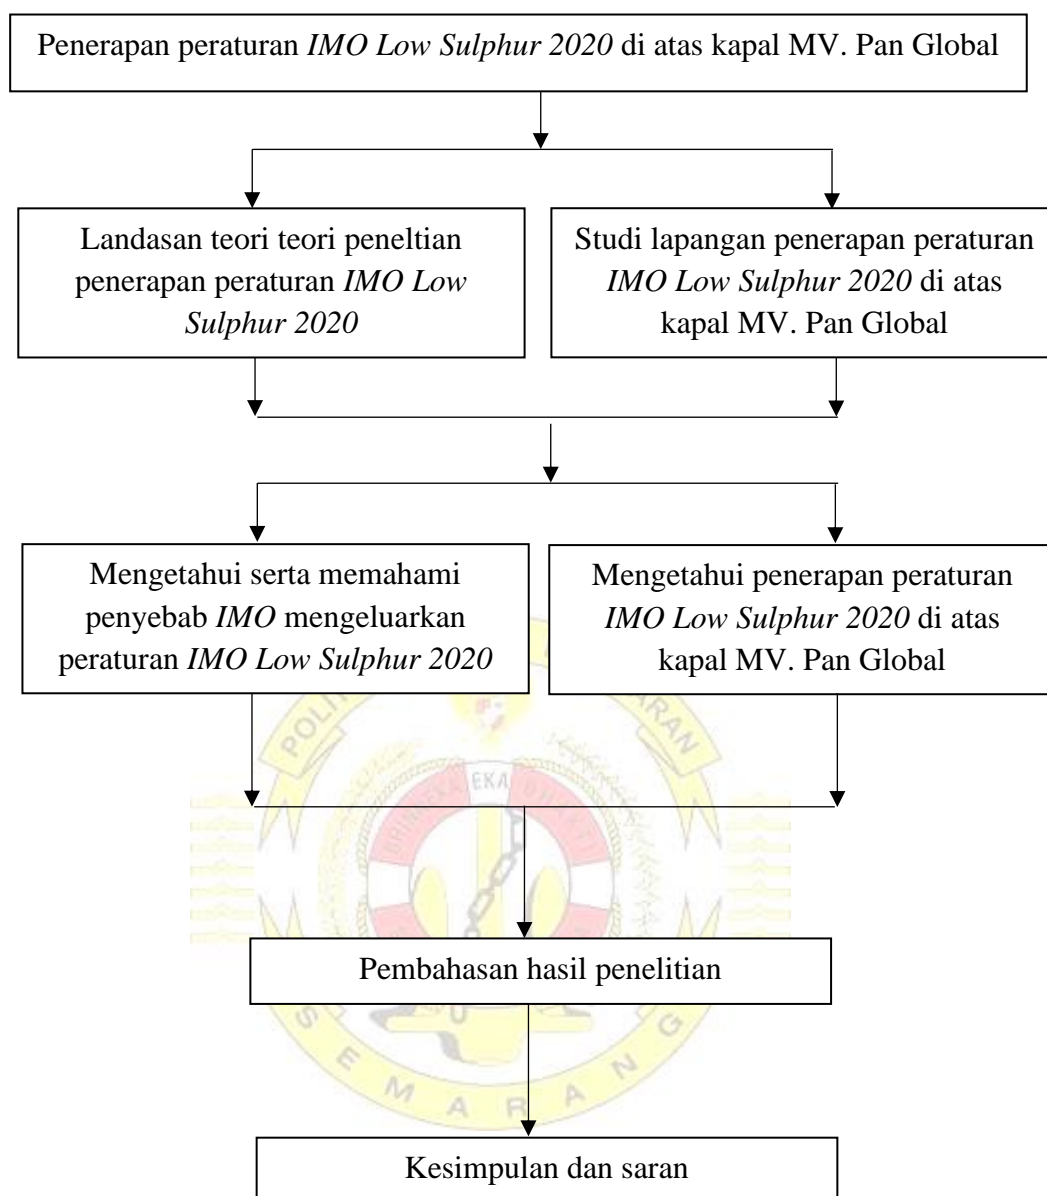 Penerapan peraturan IMO Low Sulphur 2020 di atas kapal MV. Pan Global
Landasan teori teori peneltian
penerapan peraturan IMO Low
Sulphur 2020
Studi lapangan penerapan peraturan
IMO Low Sulphur 2020 di atas
kapal MV. Pan Global
Mengetahui serta memahami
penyebab IMO mengeluarkan
peraturan IMO Low Sulphur 2020
Mengetahui penerapan peraturan
IMO Low Sulphur 2020 di atas
kapal MV. Pan Global
EKA
Pembahasan hasil penelitian
SEMARANG
Kesimpulan dan saran